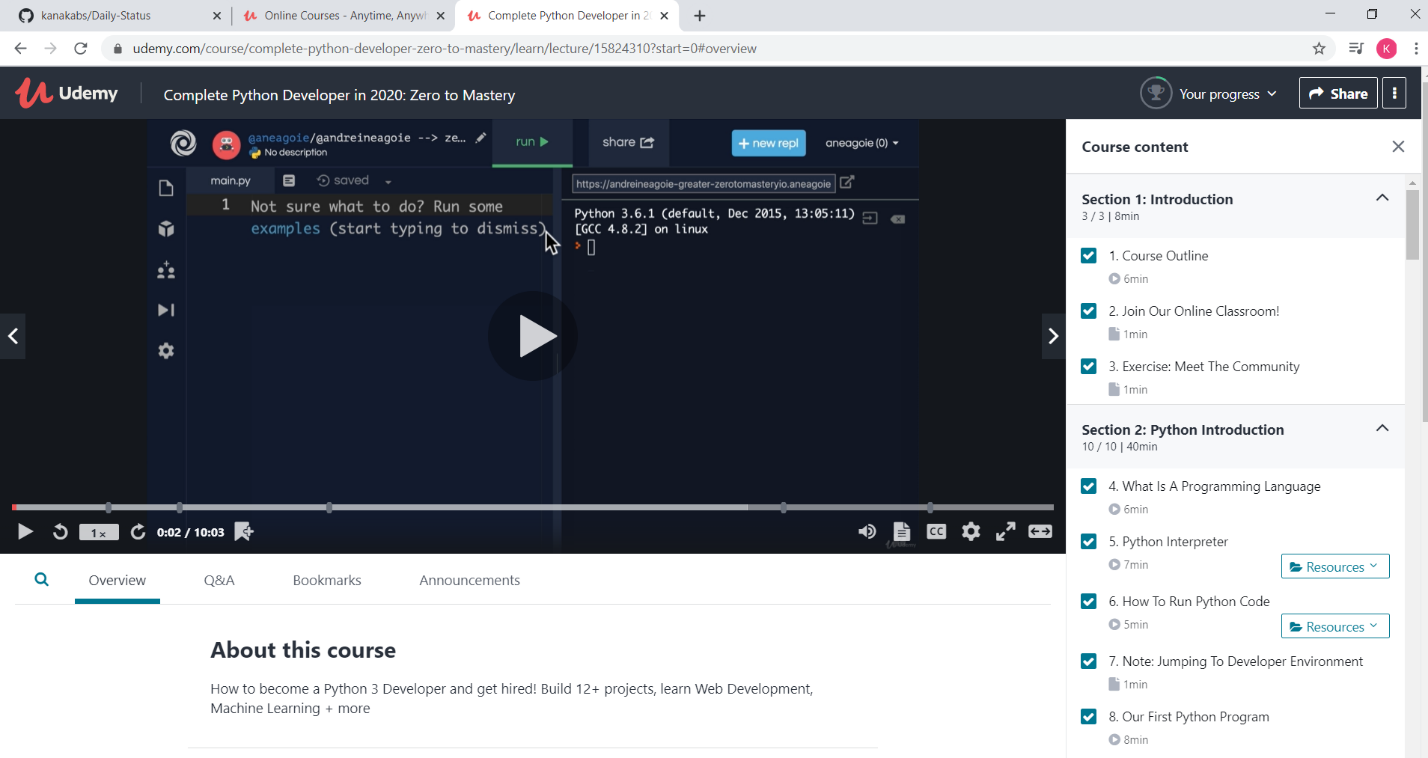 kanakabs/Daily-Status
Online Courses - Anytime, Anywh
Complete Python Developer in 2
udemy.com/course/complete-python-developer-zero-to-mastery/learn/lecture/15824310?start=0#overview
K
Udemy
Complete Python Developer in 2020: Zero to Mastery
Your progress
Share
@aneagoie/@andreineagoie --> ze...
No description
run
share
+ new repl
aneagoie (0)
main.py
saved
https://andreineagoie-greater-zerotomasteryio.aneagoie
1 Not sure what to do? Run some
examples (start typing to dismiss)
Python 3.6.1 (default, Dec 2015, 13:05:11)
[GCC 4.8.2] on linux
>
1x
0:02 / 10:03
CC
Overview
Q&A
Bookmarks
Announcements
About this course
How to become a Python 3 Developer and get hired! Build 12+ projects, learn Web Development,
Machine Learning + more
Course content
Section 1: Introduction
3 / 3 | 8min
1. Course Outline
6min
2. Join Our Online Classroom!
1min
3. Exercise: Meet The Community
1min
Section 2: Python Introduction
10 / 10 | 40min
4. What Is A Programming Language
6min
5. Python Interpreter
7min
Resources
6. How To Run Python Code
5min
Resources
7. Note: Jumping To Developer Environment
1min
8. Our First Python Program
8min